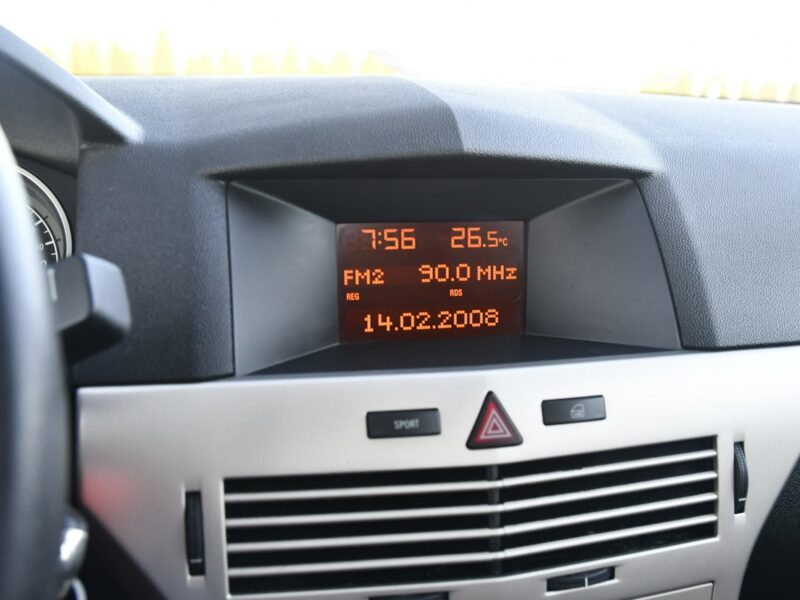 7:56 26.5°C
FM2 90.0 MHz
REG RDS
14.02.2008
SPORT